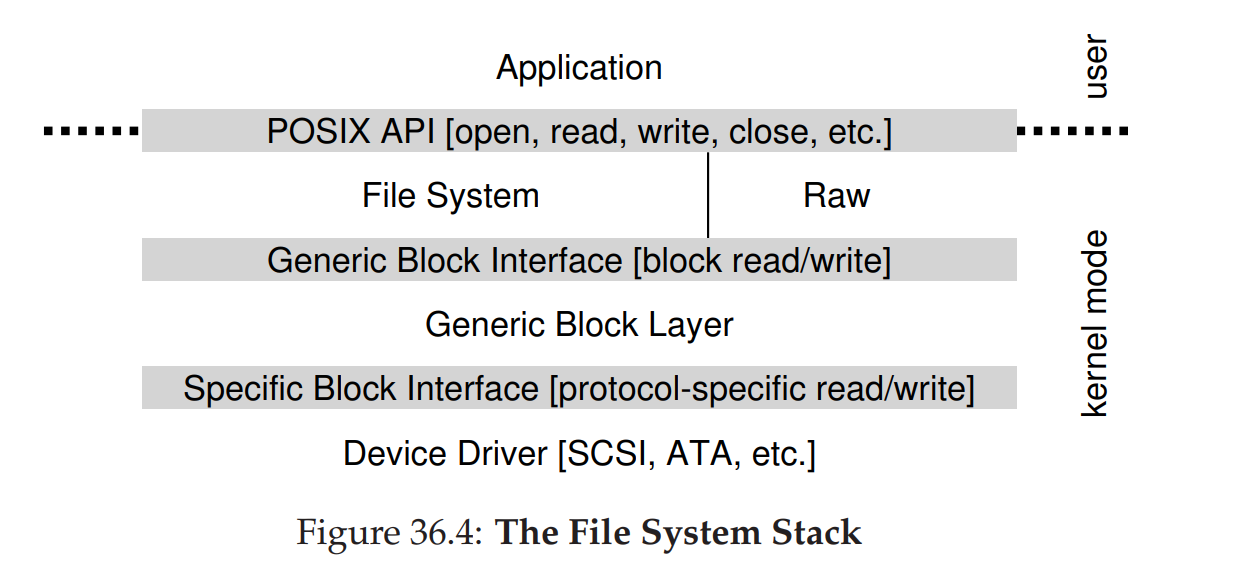 Application
user
POSIX API [open, read, write, close, etc.]
File System
Raw
Generic Block Interface [block read/write]
kernel mode
Generic Block Layer
Specific Block Interface [protocol-specific read/write]
Device Driver [SCSI, ATA, etc.]
Figure 36.4: The File System Stack